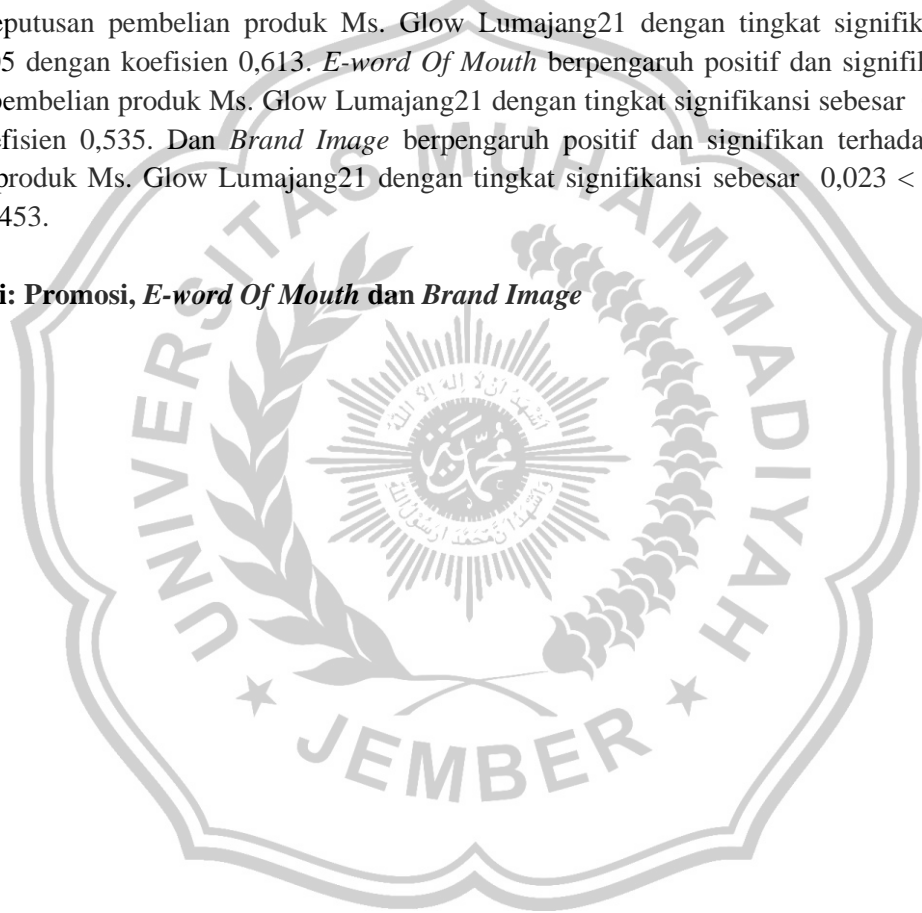 eputusan pembelian produk Ms. Glow Lumajang21 dengan tingkat signifik
05 dengan koefisien 0,613. E-word Of Mouth berpengaruh positif dan signifi
pembelian produk Ms. Glow Lumajang21 dengan tingkat signifikansi sebesar
efisien 0,535. Dan Brand Image berpengaruh positif dan signifikan terhada
produk Ms. Glow Lumajang21 dengan tingkat signifikansi sebesar 0,023 <
453.
i: Promosi, E-word Of Mouth dan Brand Image
UNIVERSITAS MUHAMMADIYAH
JEMBER